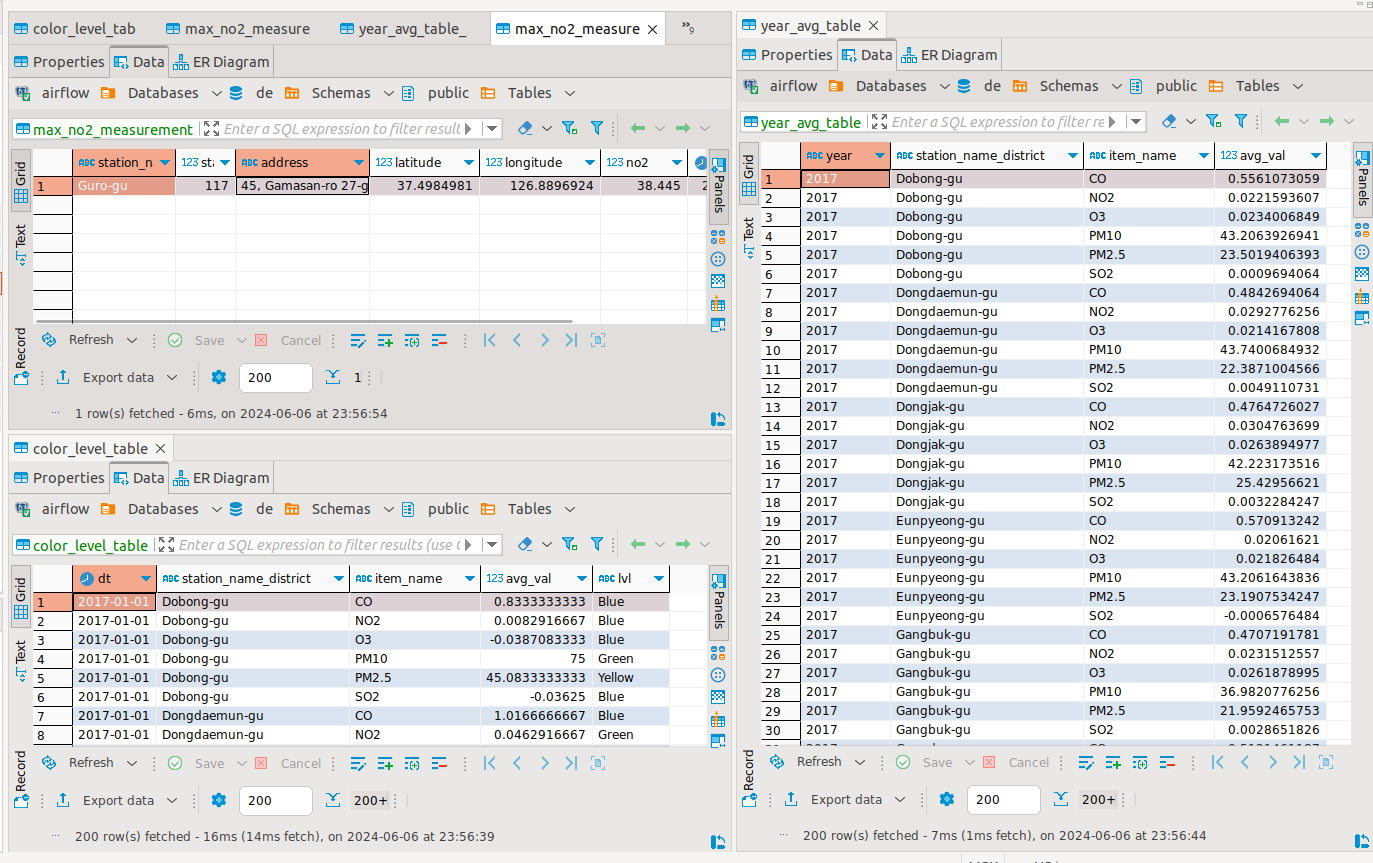 color_level_tab max_no2_measure year_avg_table_ max_no2_measure »9
Properties Data ER Diagram
airflow Databases de Schemas public Tables
max_no2_measurement Enter a SQL expression to filter result
Grid Text Record
ABC station_n st ABC address 123 latitude 123 longitude 123 no2
1 Guro-gu 117 45, Gamasan-ro 27-g 37.4984981 126.8896924 38.445 2
Panels
Refresh Save Cancel
Export data 200 1
1 row(s) fetched - 6ms, on 2024-06-06 at 23:56:54
color_level_table
Properties Data ER Diagram
airflow Databases de Schemas public Tables
color_level_table Enter a SQL expression to filter results (use C
Grid Text Record
dt ABC station_name_district ABC item_name 123 avg_val ABC lvl
1 2017-01-01 Dobong-gu CO 0.8333333333 Blue
2 2017-01-01 Dobong-gu NO2 0.0082916667 Blue
3 2017-01-01 Dobong-gu O3 -0.0387083333 Blue
4 2017-01-01 Dobong-gu PM10 75 Green
5 2017-01-01 Dobong-gu PM2.5 45.0833333333 Yellow
6 2017-01-01 Dobong-gu SO2 -0.03625 Blue
7 2017-01-01 Dongdaemun-gu CO 1.0166666667 Blue
8 2017-01-01 Dongdaemun-gu NO2 0.0462916667 Green
Panels
Refresh Save Cancel
Export data 200 200+
200 row(s) fetched - 16ms (14ms fetch), on 2024-06-06 at 23:56:39
year_avg_table
Properties Data ER Diagram
airflow Databases de Schemas public Tables
year_avg_table Enter a SQL expression to filter results (use
Grid Text Record
ABC year ABC station_name_district ABC item_name 123 avg_val
1 2017 Dobong-gu CO 0.5561073059
2 2017 Dobong-gu NO2 0.0221593607
3 2017 Dobong-gu O3 0.0234006849
4 2017 Dobong-gu PM10 43.2063926941
5 2017 Dobong-gu PM2.5 23.5019406393
6 2017 Dobong-gu SO2 0.0009694064
7 2017 Dongdaemun-gu CO 0.4842694064
8 2017 Dongdaemun-gu NO2 0.0292776256
9 2017 Dongdaemun-gu O3 0.0214167808
10 2017 Dongdaemun-gu PM10 43.7400684932
11 2017 Dongdaemun-gu PM2.5 22.3871004566
12 2017 Dongdaemun-gu SO2 0.0049110731
13 2017 Dongjak-gu CO 0.4764726027
14 2017 Dongjak-gu NO2 0.0304763699
15 2017 Dongjak-gu O3 0.0263894977
16 2017 Dongjak-gu PM10 42.223173516
17 2017 Dongjak-gu PM2.5 25.42956621
18 2017 Dongjak-gu SO2 0.0032284247
19 2017 Eunpyeong-gu CO 0.570913242
20 2017 Eunpyeong-gu NO2 0.02061621
21 2017 Eunpyeong-gu O3 0.021826484
22 2017 Eunpyeong-gu PM10 43.2061643836
23 2017 Eunpyeong-gu PM2.5 23.1907534247
24 2017 Eunpyeong-gu SO2 -0.0006576484
25 2017 Gangbuk-gu CO 0.4707191781
26 2017 Gangbuk-gu NO2 0.0231512557
27 2017 Gangbuk-gu O3 0.0261878995
28 2017 Gangbuk-gu PM10 36.9820776256
29 2017 Gangbuk-gu PM2.5 21.9592465753
30 2017 Gangbuk-gu SO2 0.0028651826
Panels
Refresh Save Cancel
Export data 200 200+
200 row(s) fetched - 7ms (1ms fetch), on 2024-06-06 at 23:56:44